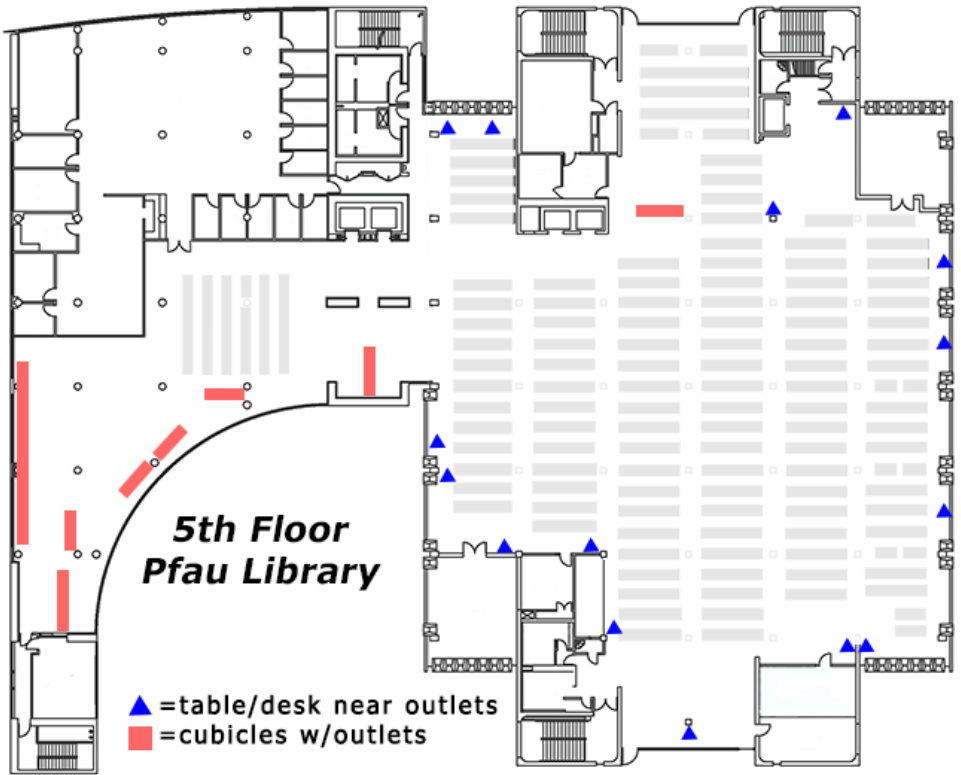 5th Floor
Pfau Library
=table/desk near outlets
=cubicles w/outlets